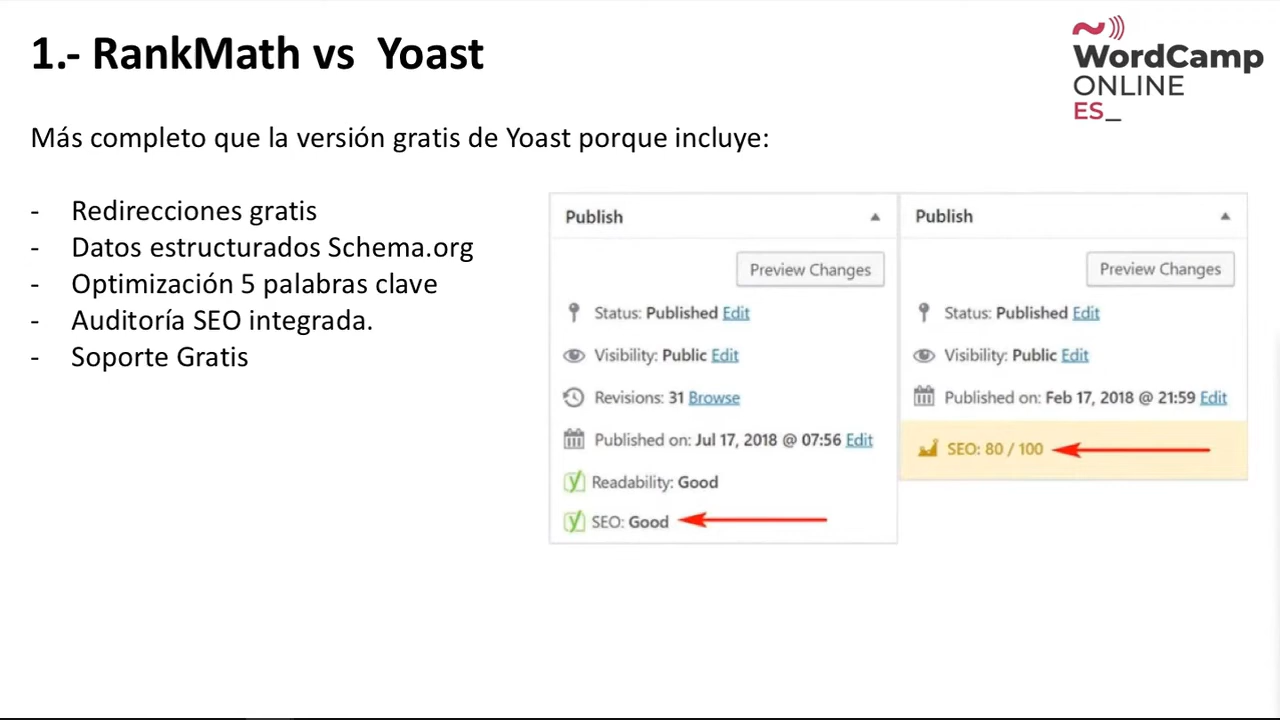 1.- RankMath vs Yoast
WordCamp
ONLINE
ES_
Más completo que la versión gratis de Yoast porque incluye:
- Redirecciones gratis
- Datos estructurados Schema.org
- Optimización 5 palabras clave
- Auditoría SEO integrada.
- Soporte Gratis
Publish
Preview Changes
Status: Published Edit
Visibility: Public Edit
Revisions: 31 Browse
Published on: Jul 17, 2018 @ 07:56 Edit
Readability: Good
SEO: Good
Publish
Preview Changes
Status: Published Edit
Visibility: Public Edit
Published on: Feb 17, 2018 @ 21:59 Edit
SEO: 80 / 100